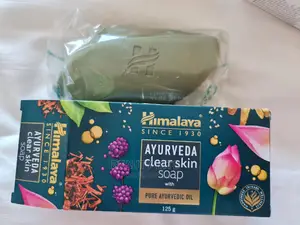 Himalaya
SINCE 1930
AYURVEDA
clear skin
soap
with
PURE AYURVEDIC OIL
125 g
Himalaya
SINCE 1930
AYURVEDA
clear skin
soap